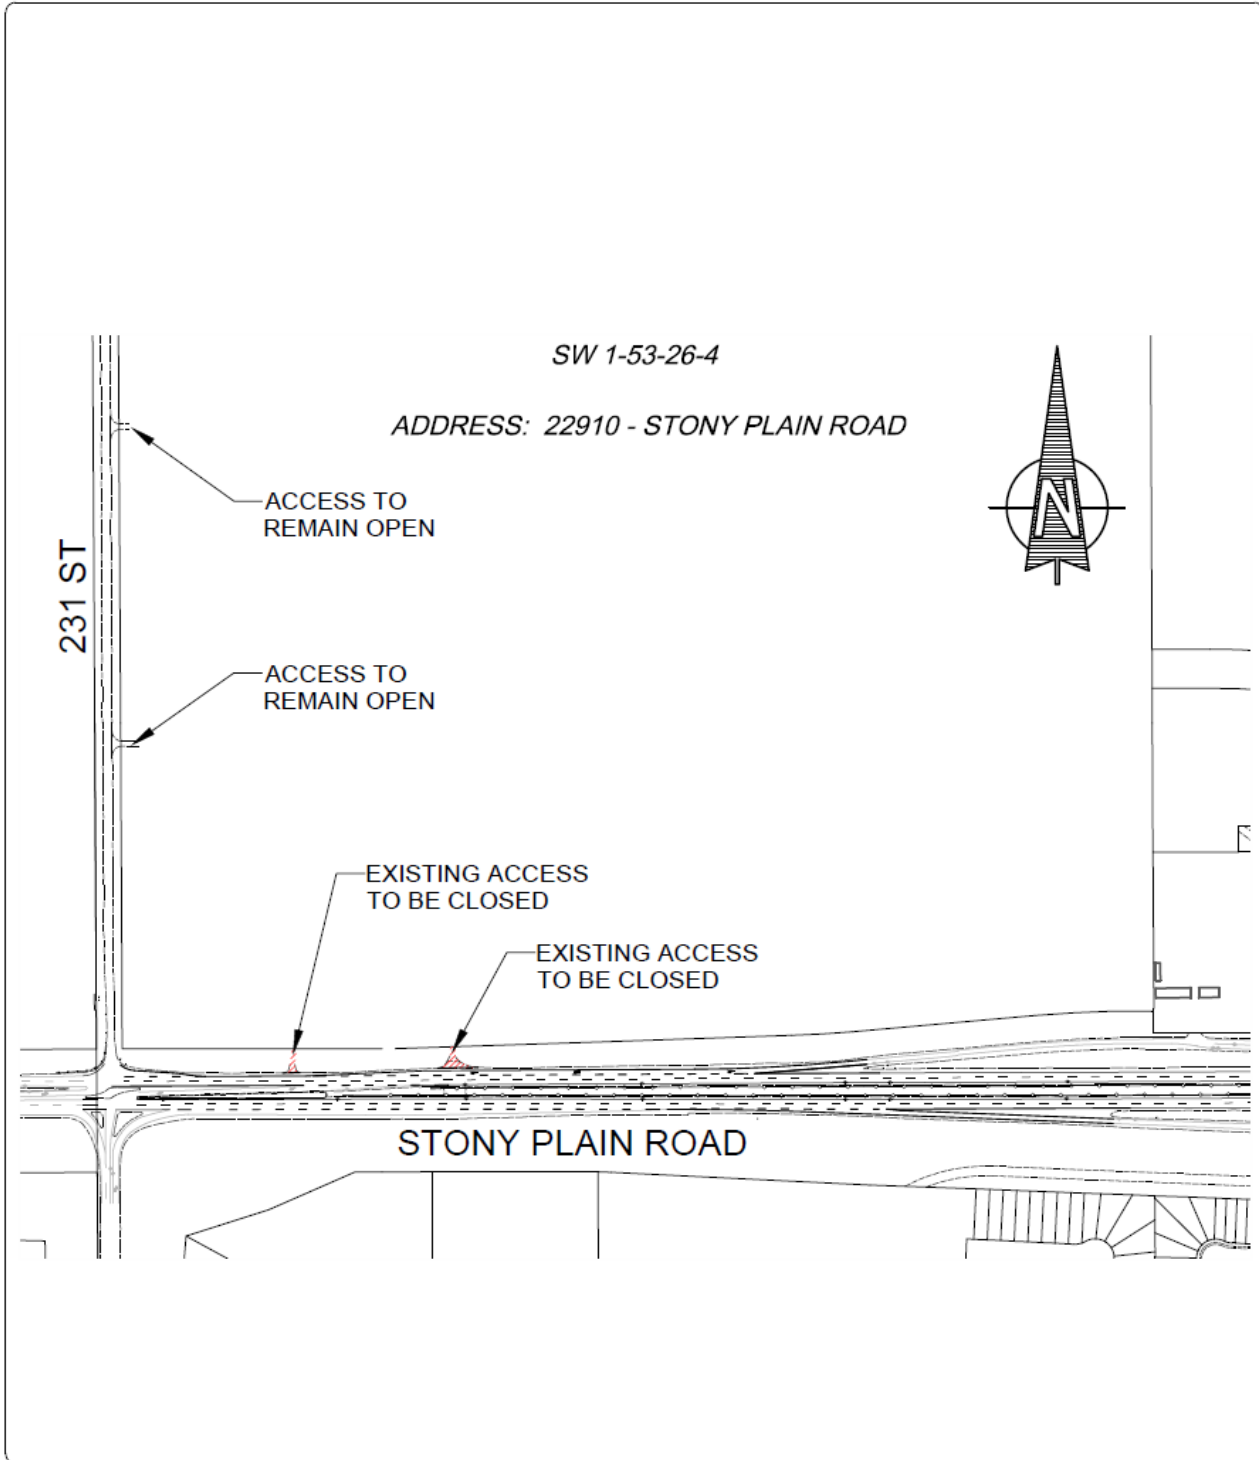 SW 1-53-26-4
ADDRESS: 22910 - STONY PLAIN ROAD
N
ACCESS TO
REMAIN OPEN
231 ST
ACCESS TO
REMAIN OPEN
EXISTING ACCESS
TO BE CLOSED
EXISTING ACCESS
TO BE CLOSED
STONY PLAIN ROAD